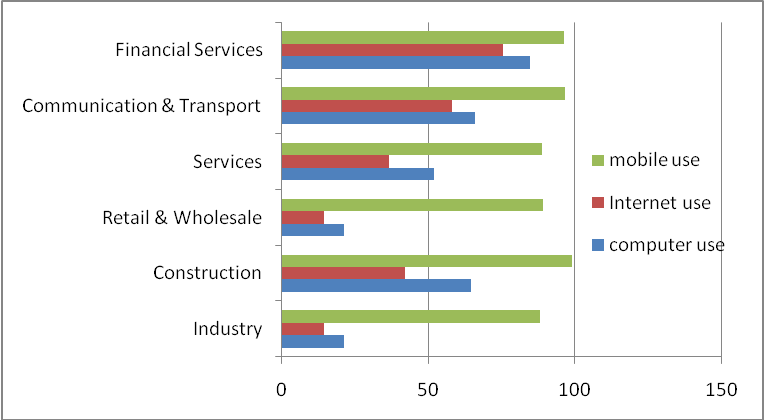 Financial Services
Communication & Transport
Services
Retail & Wholesale
Construction
Industry
mobile use
Internet use
computer use
0 50 100 150